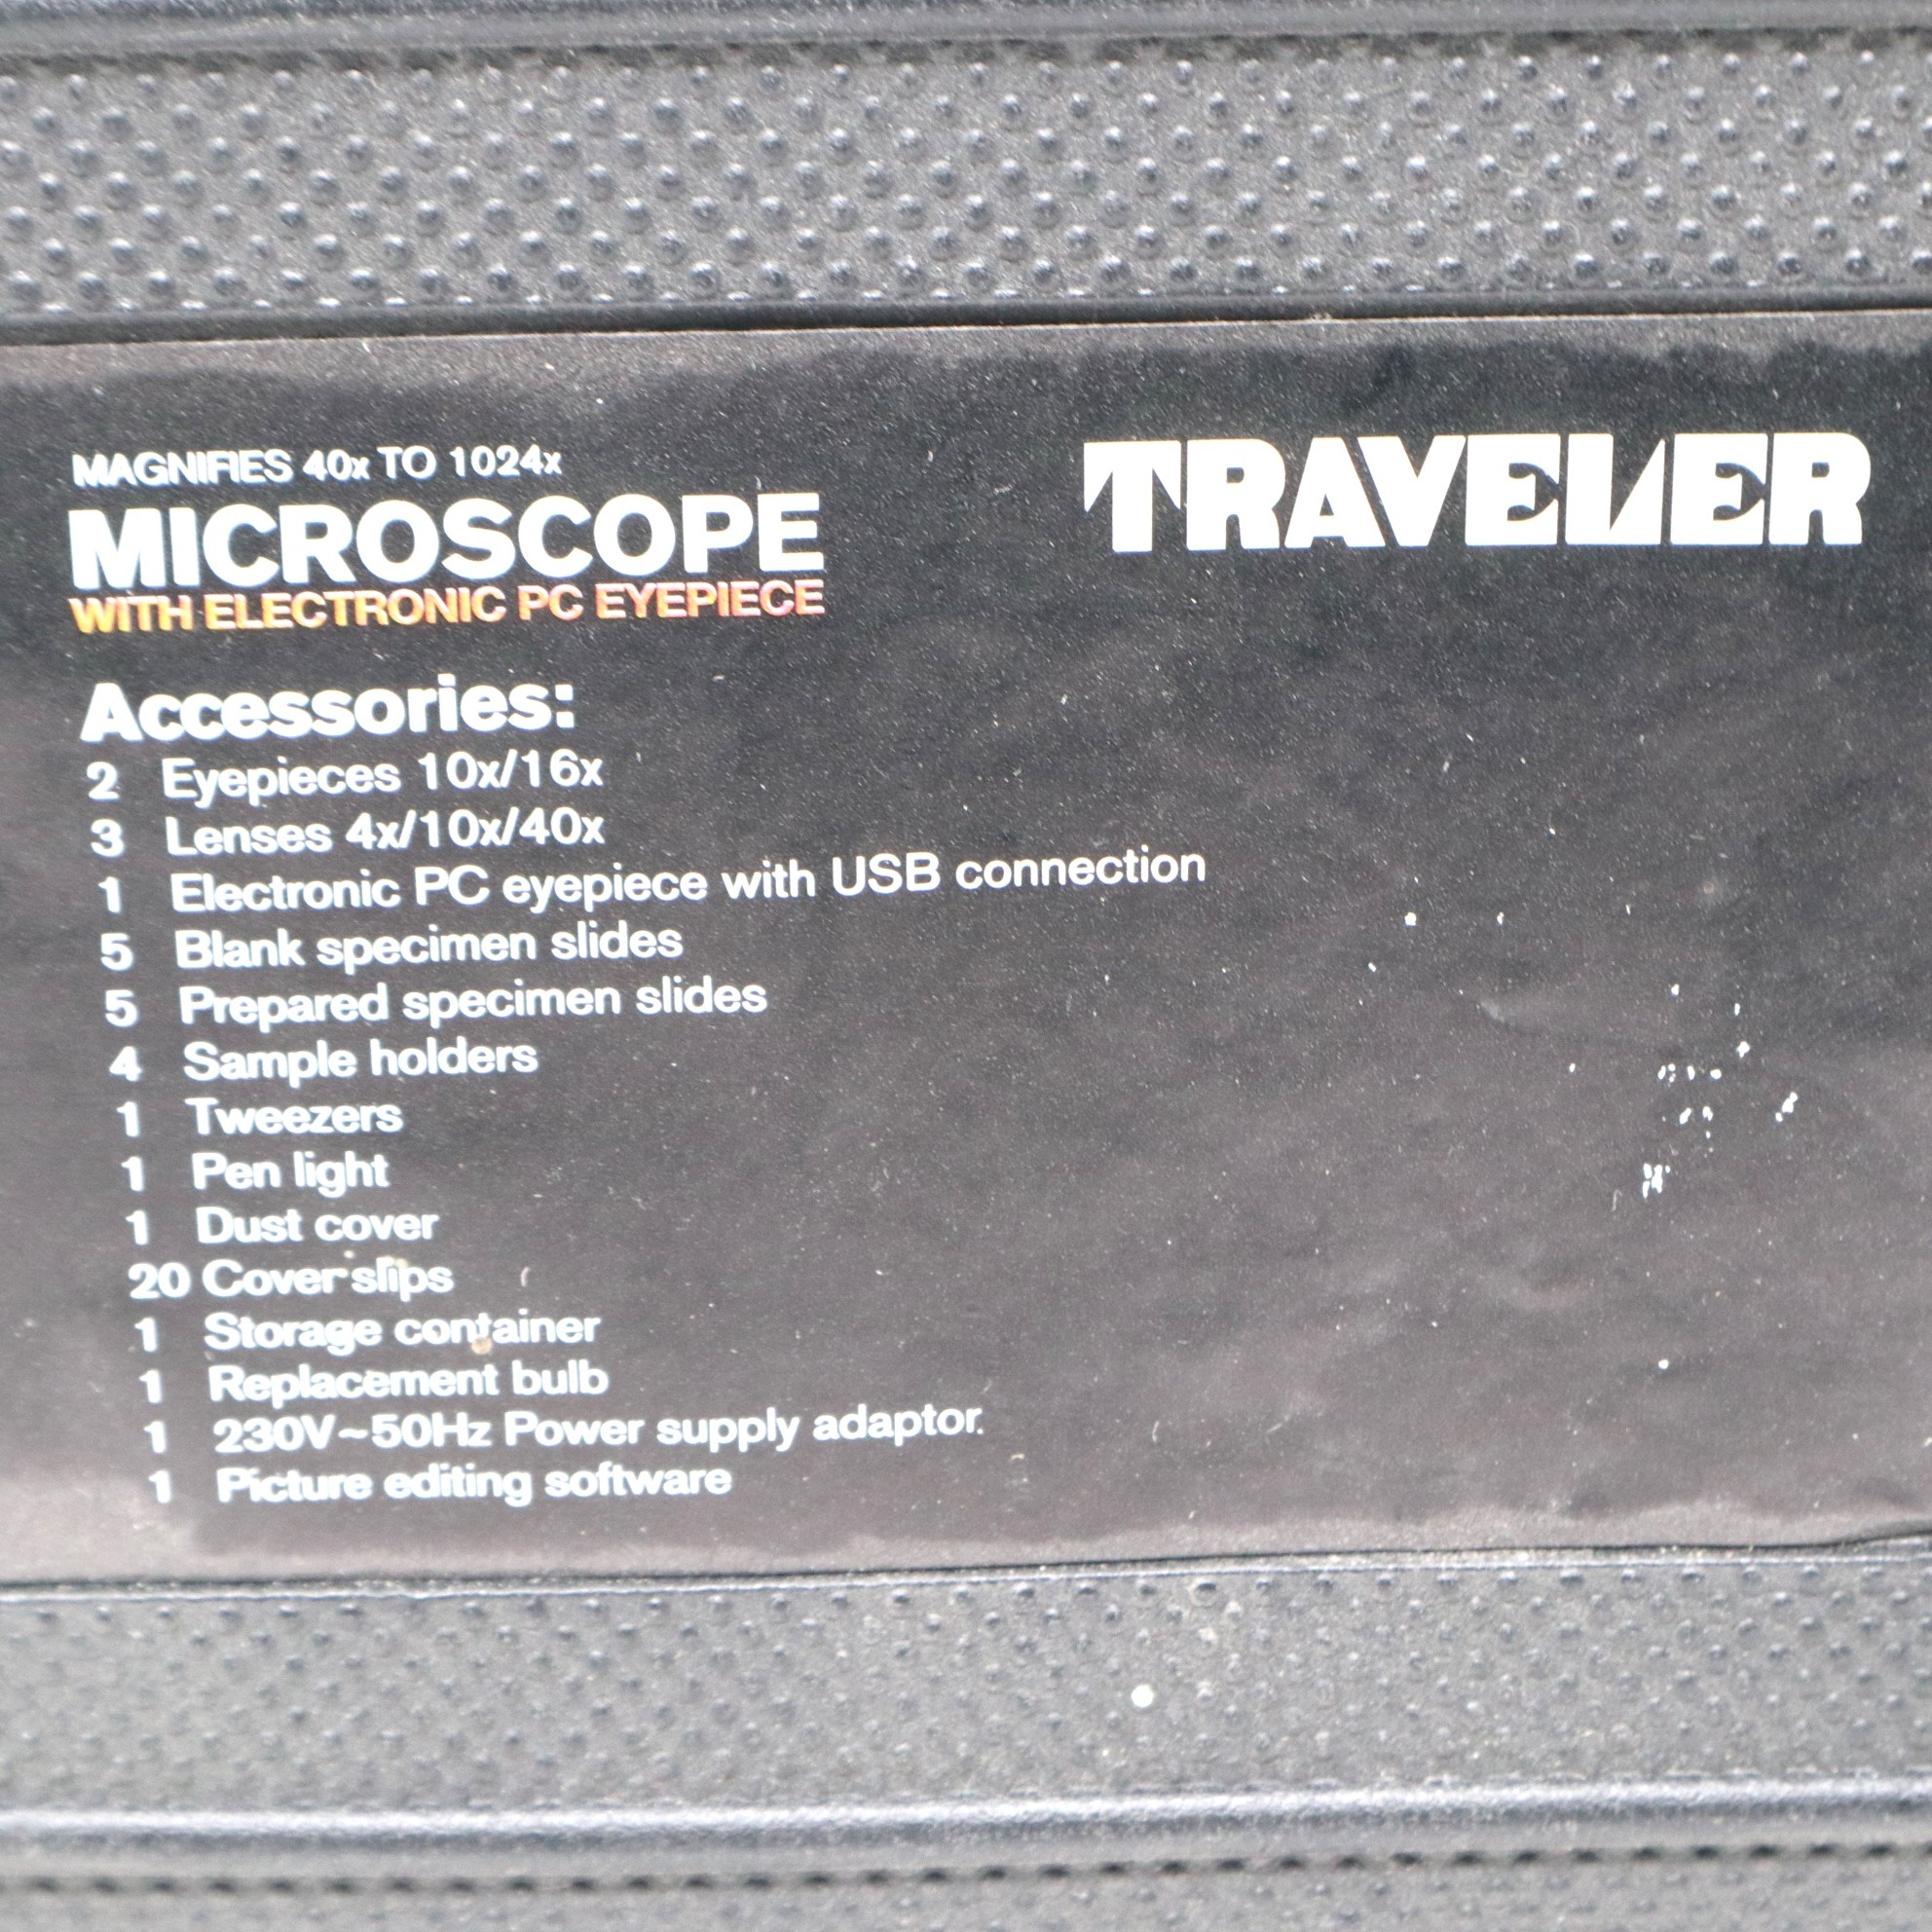 MAGNIFIES 40x TO 1024x
MICROSCOPE
WITH ELECTRONIC PC EYEPIECE
TRAVELER
Accessories:
2 Eyepieces 10x/16x
3 Lenses 4x/10x/40x
1 Electronic PC eyepiece with USB connection
5 Blank specimen slides
5 Prepared specimen slides
4 Sample holders
1 Tweezers
1 Pen light
1 Dust cover
20 Cover slips
1 Storage container
1 Replacement bulb
1 230V~50Hz Power supply adaptor.
1 Picture editing software